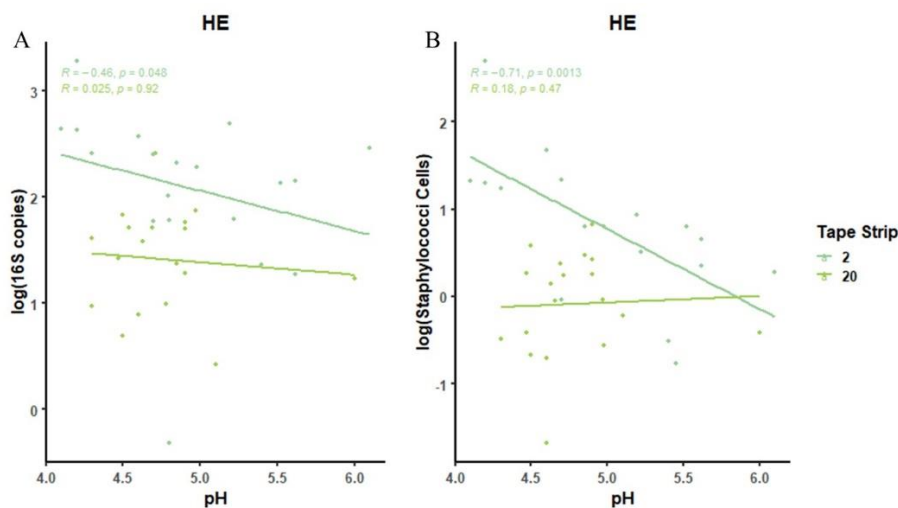 A
HE
R = −0.46, p = 0.048
R = 0.025, p = 0.92
log(16S copies)
3
2
1
0
4.0 4.5 5.0 5.5 6.0
pH
B
HE
R = −0.71, p = 0.0013
R = 0.18, p = 0.47
log(Staphylococci Cells)
2
1
0
-1
4.0 4.5 5.0 5.5 6.0
pH
Tape Strip
2
20